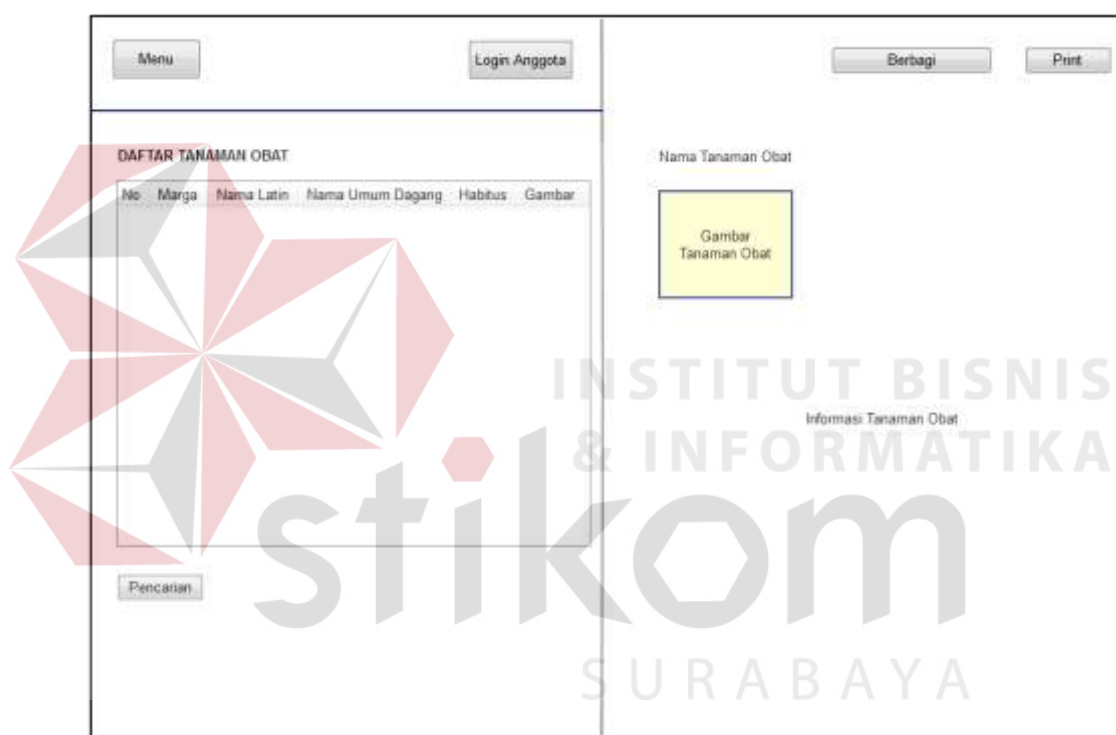 Menu
Login Anggota
Berbagi
Print
DAFTAR TANAMAN OBAT
No Marga Nama Latin Nama Umum Dagang Habitus Gambar
Pencarian
Nama Tanaman Obat
Gambar
Tanaman Obat
Informasi Tanaman Obat
INSTITUT BISNIS
& INFORMATIKA
stikom
SURABAYA